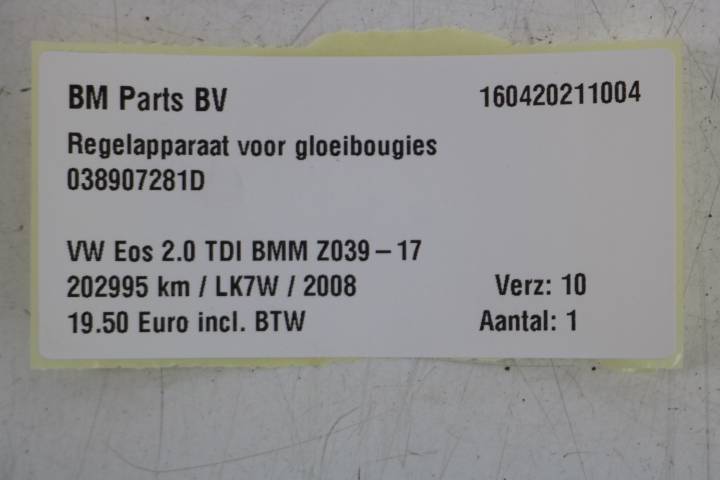 BM Parts BV 160420211004
Regelapparaat voor gloeibougies
038907281D
VW Eos 2.0 TDI BMM Z039 – 17
202995 km / LK7W / 2008 Verz: 10
19.50 Euro incl. BTW Aantal: 1